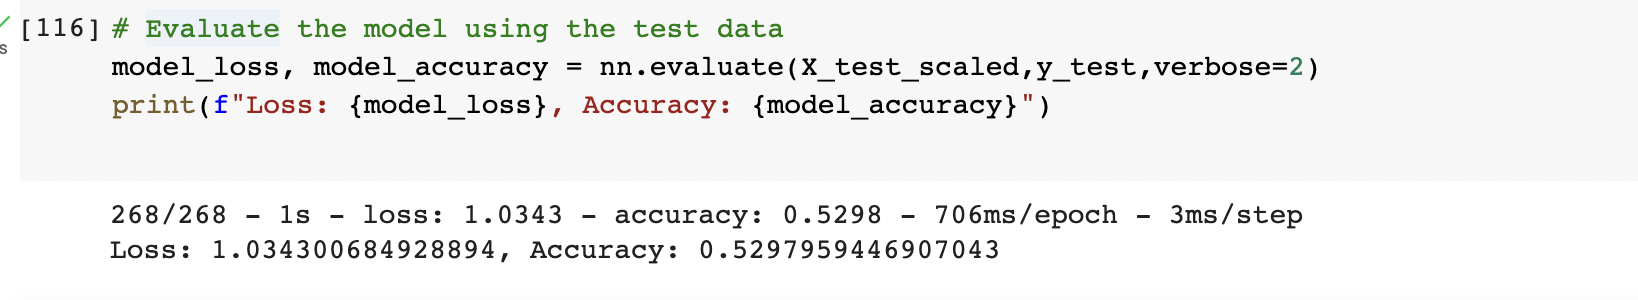 [116] # Evaluate the model using the test data
s
model_loss, model_accuracy = nn.evaluate(X_test_scaled,y_test,verbose=2)
print(f"Loss: {model_loss}, Accuracy: {model_accuracy}")
268/268 - 1s - loss: 1.0343 - accuracy: 0.5298 - 706ms/epoch - 3ms/step
Loss: 1.034300684928894, Accuracy: 0.5297959446907043